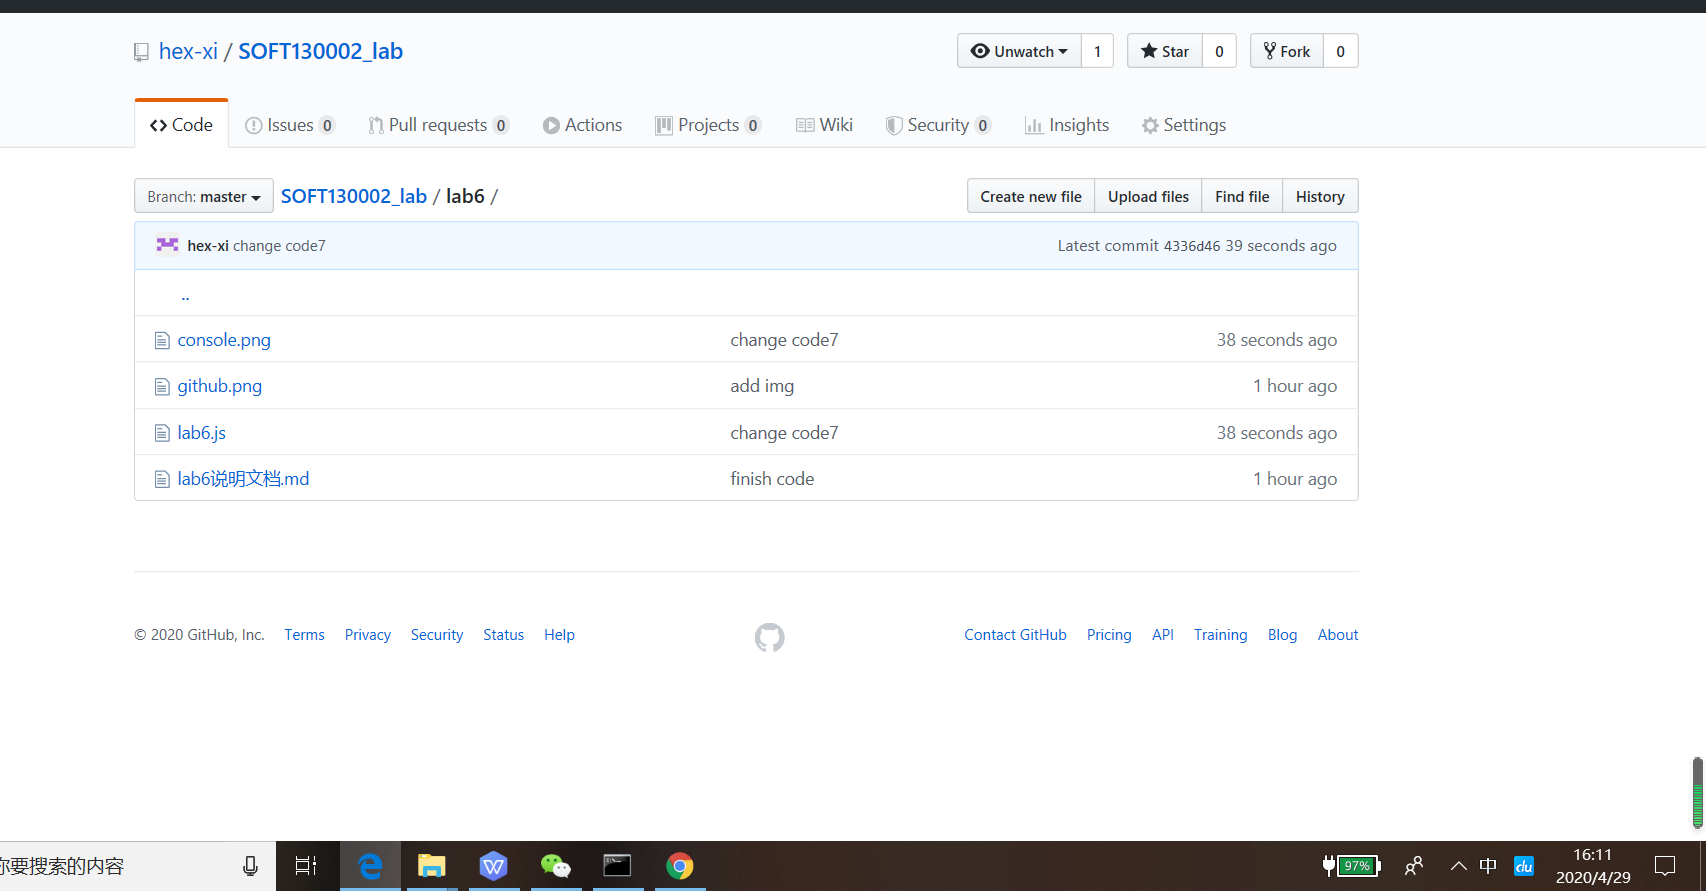 hex-xi / SOFT130002_lab
Unwatch 1 Star 0 Fork 0
Code Issues 0 Pull requests 0 Actions Projects 0 Wiki Security 0 Insights Settings
Branch: master SOFT130002_lab / lab6 /
Create new file Upload files Find file History
hex-xi change code7 Latest commit 4336d46 39 seconds ago
..
console.png change code7 38 seconds ago
github.png add img 1 hour ago
lab6.js change code7 38 seconds ago
lab6说明文档.md finish code 1 hour ago
© 2020 GitHub, Inc. Terms Privacy Security Status Help
Contact GitHub Pricing API Training Blog About
你要搜索的内容
97% 中 du 16:11
2020/4/29